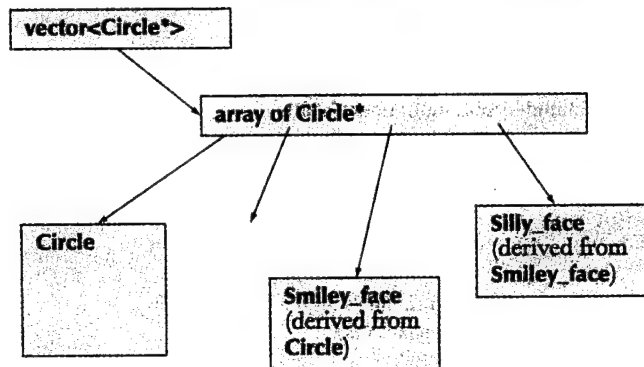 vector<Circle*>
array of Circle*
Circle
Silly_face
(derived from
Smiley_face)
Smiley_face
(derived from
Circle)